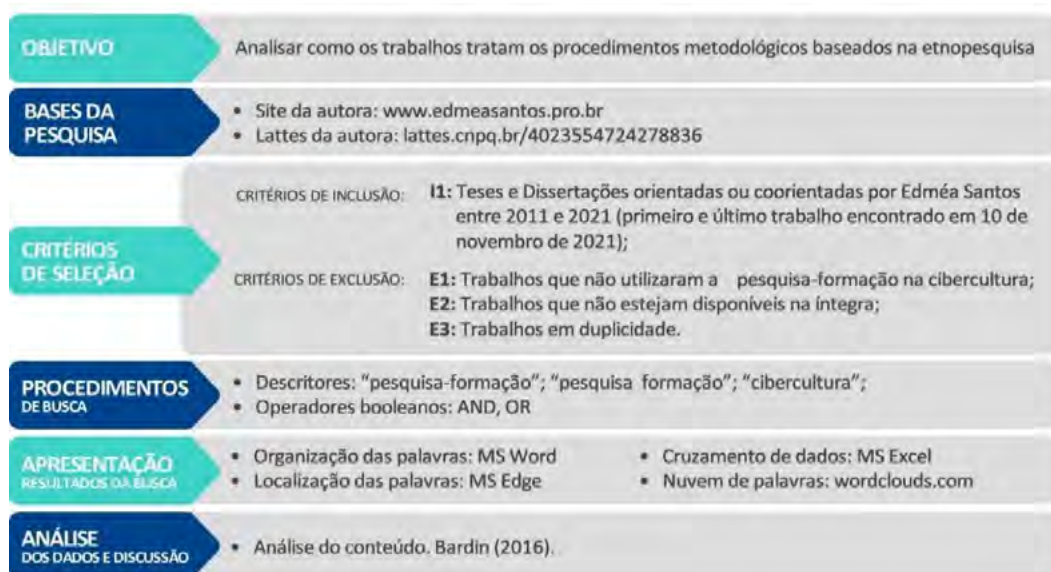 OBJETIVO
Analisar como os trabalhos tratam os procedimentos metodológicos baseados na etnopesquisa
BASES DA
PESQUISA
• Site da autora: www.edmeasantos.pro.br
• Lattes da autora: lattes.cnpq.br/4023554724278836
CRITÉRIOS
DE SELEÇÃO
CRITÉRIOS DE INCLUSÃO:
I1: Teses e Dissertações orientadas ou coorientadas por Edméa Santos
entre 2011 e 2021 (primeiro e último trabalho encontrado em 10 de
novembro de 2021);
CRITÉRIOS DE EXCLUSÃO:
E1: Trabalhos que não utilizaram a pesquisa-formação na cibercultura;
E2: Trabalhos que não estejam disponíveis na íntegra;
E3: Trabalhos em duplicidade.
PROCEDIMENTOS
DE BUSCA
• Descritores: “pesquisa-formação”; “pesquisa formação”; “cibercultura”;
• Operadores booleanos: AND, OR
APRESENTAÇÃO
RESULTADOS DA BUSCA
• Organização das palavras: MS Word
• Localização das palavras: MS Edge
• Cruzamento de dados: MS Excel
• Nuvem de palavras: wordclouds.com
ANÁLISE
DOS DADOS E DISCUSSÃO
• Análise do conteúdo. Bardin (2016).